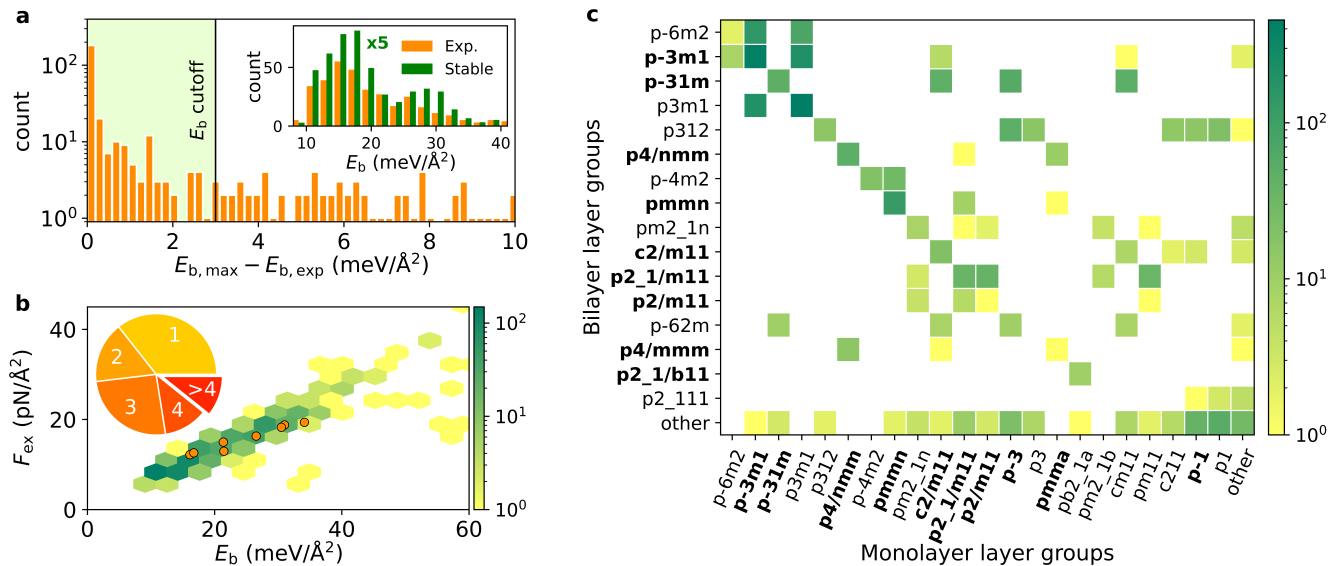 a
count
10²
10¹
10⁰
E_b cutoff
0 2 4 6 8 10
E_b, max − E_b, exp (meV/Å²)
count
50
0
x5
Exp.
Stable
10 20 30 40
E_b (meV/Å²)
b
F_ex (pN/Å²)
40
20
0
1
2
3
4
>4
0 20 40 60
E_b (meV/Å²)
10²
10¹
10⁰
c
Bilayer layer groups
p-6m2
p-3m1
p-31m
p3m1
p312
p4/nmm
p-4m2
pmmn
pm2_1n
c2/m11
p2_1/m11
p2/m11
p-62m
p4/mmm
p2_1/b11
p2_111
other
p-6m2
p-3m1
p-31m
p3m1
p312
p4/nmm
p-4m2
pmmn
pm2_1n
c2/m11
p2_1/m11
p2/m11
p-3
p3
pmma
pb2_1a
pm2_1b
cm11
pm11
c211
p-1
p1
other
Monolayer layer groups
10²
10¹
10⁰